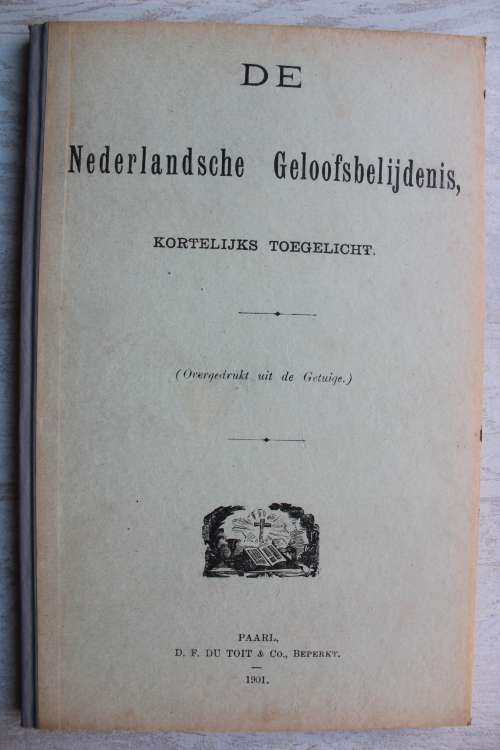 DE
Nederlandsche Geloofsbelijdenis,
KORTELIJKS TOEGELICHT.
(Overgedrukt uit de Getuige.)
PAARL,
D. F. DU TOIT & Co., BEPERKT.
1901.